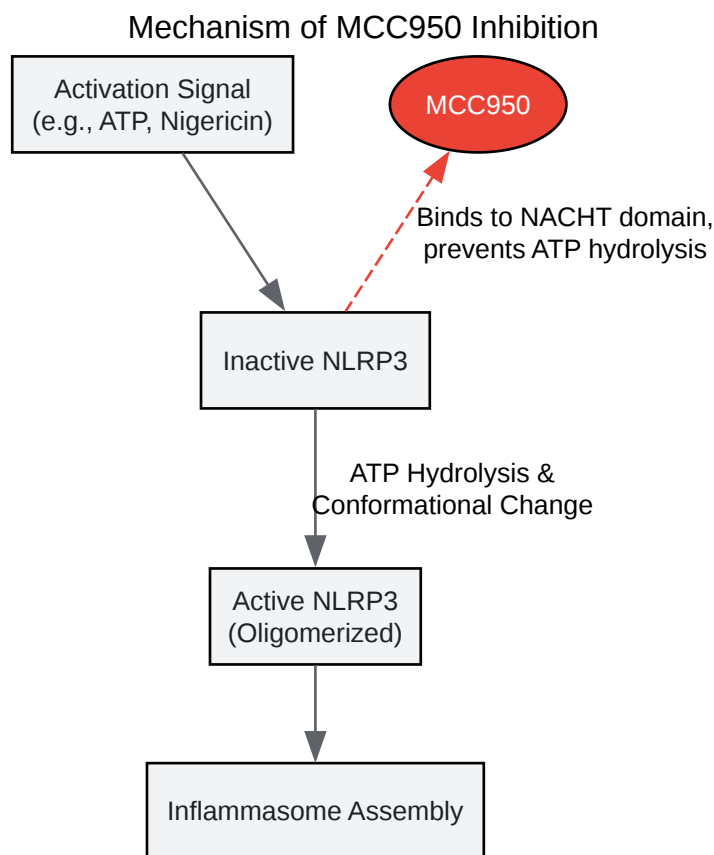 Mechanism of MCC950 Inhibition
Activation Signal
(e.g., ATP, Nigericin)
MCC950
Binds to NACHT domain,
prevents ATP hydrolysis
Inactive NLRP3
ATP Hydrolysis &
Conformational Change
Active NLRP3
(Oligomerized)
Inflammasome Assembly